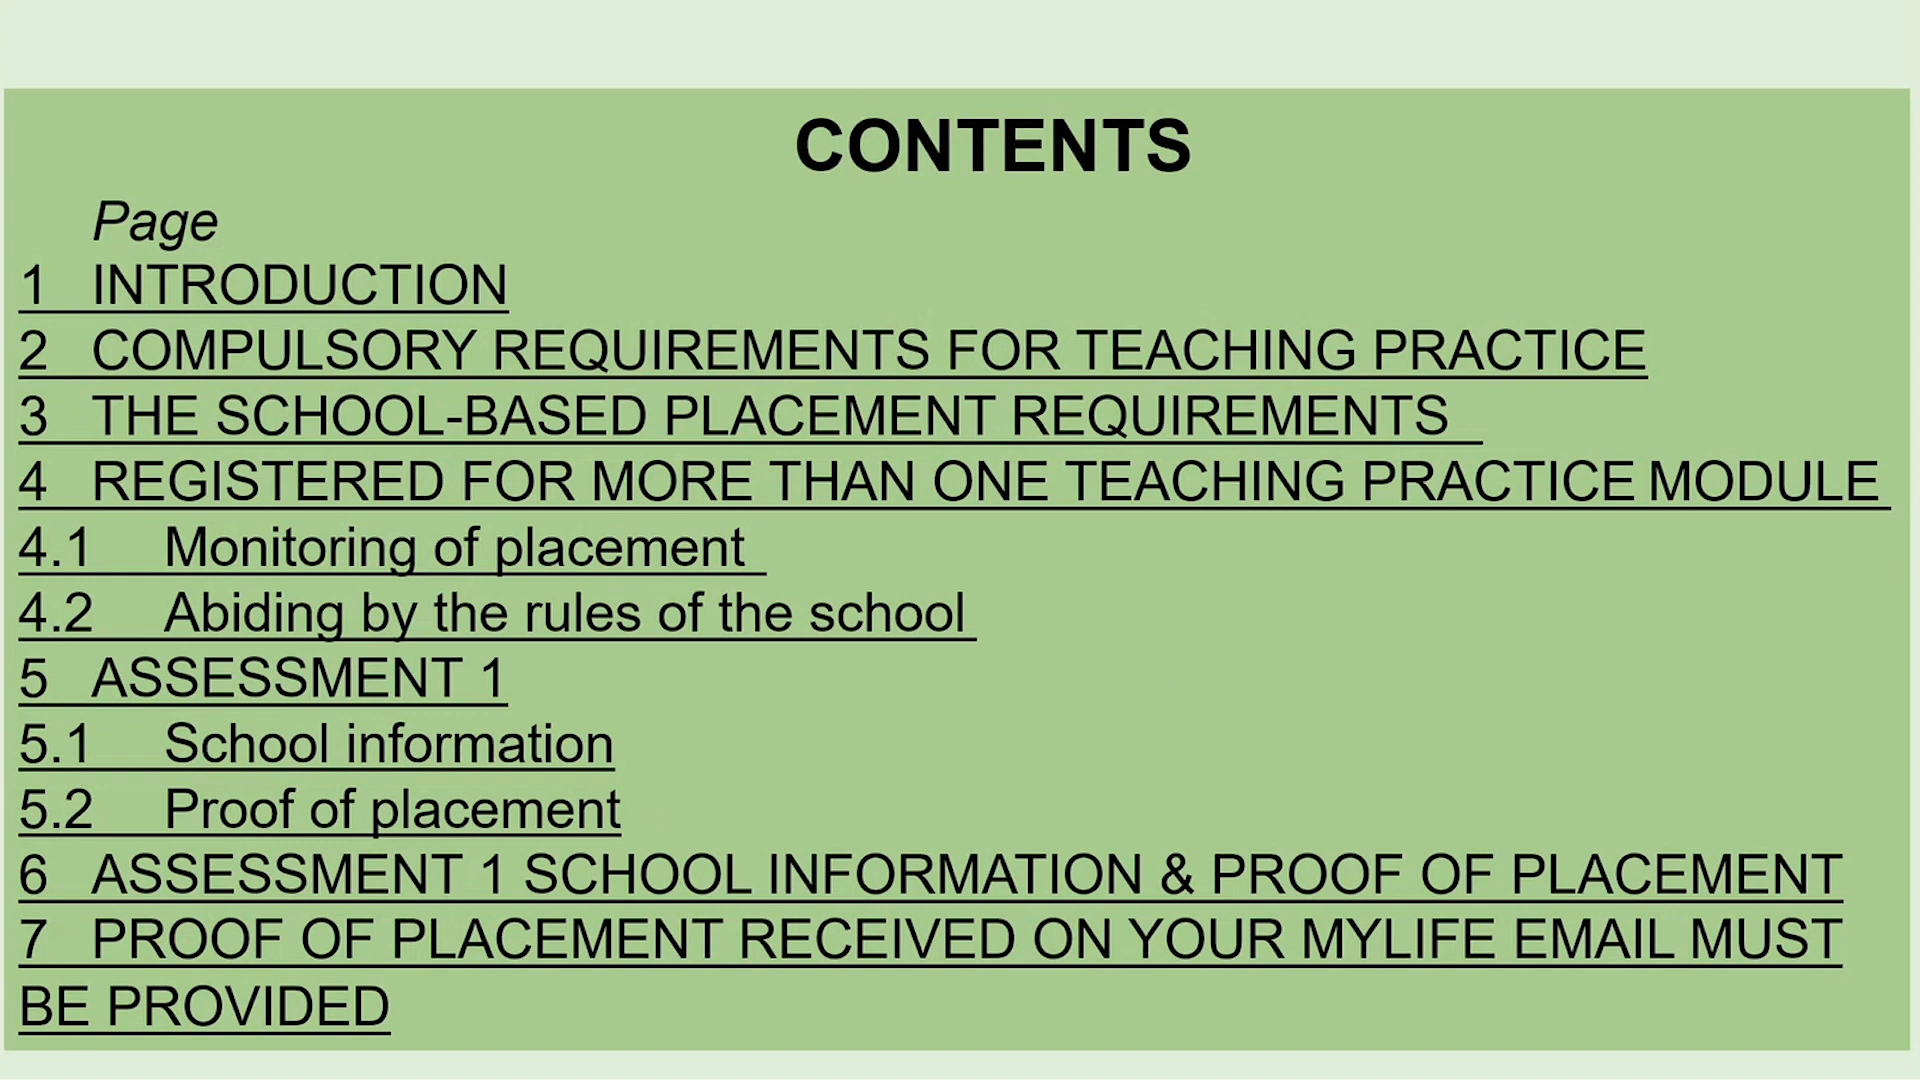 CONTENTS
Page
1 INTRODUCTION
2 COMPULSORY REQUIREMENTS FOR TEACHING PRACTICE
3 THE SCHOOL-BASED PLACEMENT REQUIREMENTS
4 REGISTERED FOR MORE THAN ONE TEACHING PRACTICE MODULE
4.1 Monitoring of placement
4.2 Abiding by the rules of the school
5 ASSESSMENT 1
5.1 School information
5.2 Proof of placement
6 ASSESSMENT 1 SCHOOL INFORMATION & PROOF OF PLACEMENT
7 PROOF OF PLACEMENT RECEIVED ON YOUR MYLIFE EMAIL MUST
BE PROVIDED